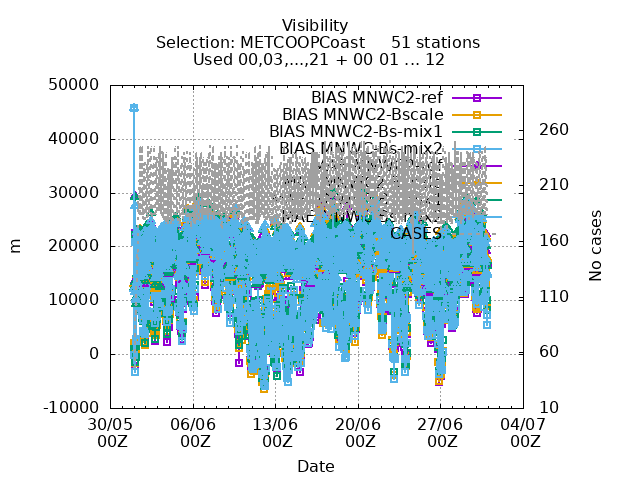 Visibility
Selection: METCOOPCoast     51 stations
Used 00,03,...,21 + 00 01 ... 12
50000
40000
30000
20000
10000
0
-10000
m
260
210
160
110
60
10
No cases
BIAS MNWC2-ref
BIAS MNWC2-Bscale
BIAS MNWC2-Bs-mix1
BIAS MNWC2-Bs-mix2
CASES
30/05 06/06 13/06 20/06 27/06 04/07
00Z 00Z 00Z 00Z 00Z 00Z
Date